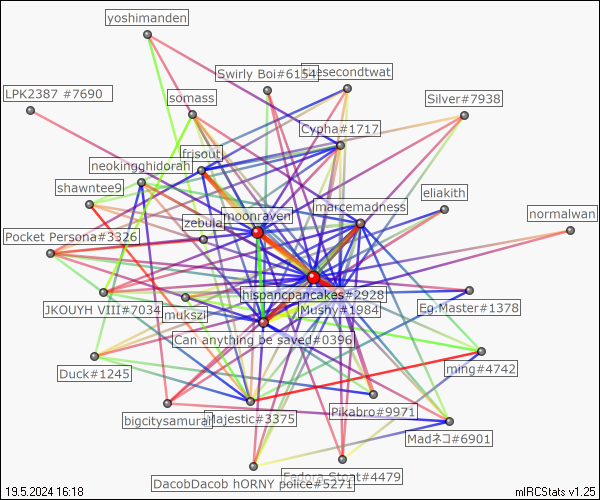 yoshimanden
Swirly Boi#6154
thesecondtwat
LPK2387 #7690
somass
Silver#7938
Cypha#1717
frisout
neokingghidorah
shawntee9
eliakith
marcemadness
moonraven
normalwan
zebula
Pocket Persona#3326
hispancpancakes#2928
JKOUYH VIII#7034
mukszi
Mushy#1984
Eg.Master#1378
Can anything be saved#0396
Duck#1245
ming#4742
bigcitysamurai
Majestic#3375
Pikabro#9971
Madネコ#6901
Fedora Stoat#4479
DacobDacob hORNY police#5271
19.5.2024 16:18
mIRCStats v1.25